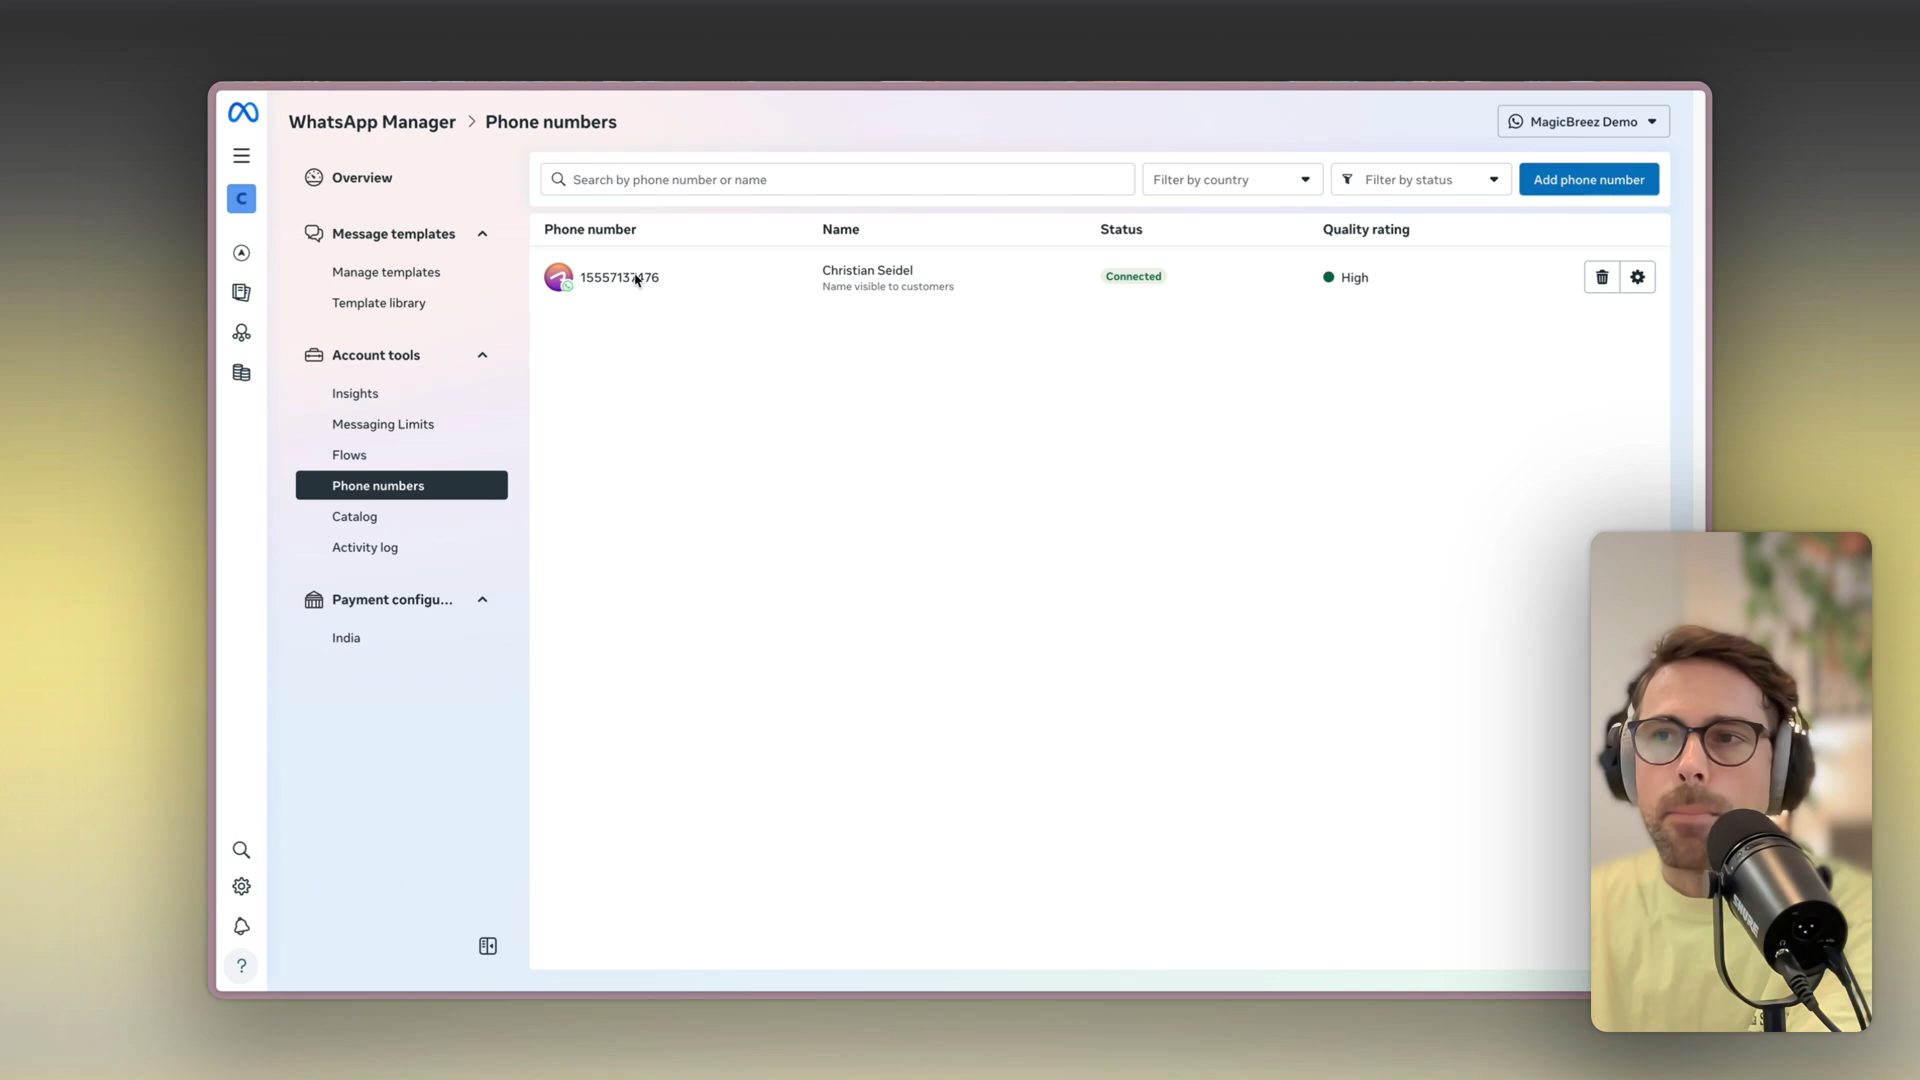 WhatsApp Manager > Phone numbers
MagicBreez Demo
C
Overview
Message templates
Manage templates
Template library
Account tools
Insights
Messaging Limits
Flows
Phone numbers
Catalog
Activity log
Payment configu...
India
?
Search by phone number or name
Filter by country
Filter by status
Add phone number
Phone number
Name
Status
Quality rating
15557137476
Christian Seidel
Name visible to customers
Connected
High
SHURE